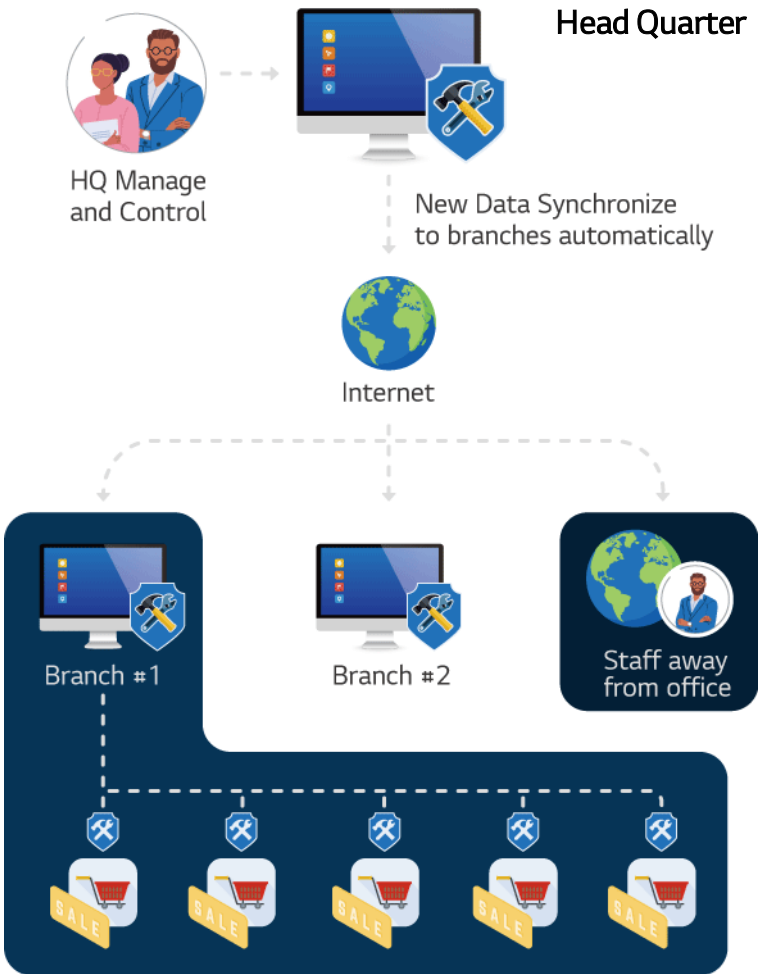 Head Quarter
HQ Manage
and Control
New Data Synchronize
to branches automatically
Internet
Branch #1
Branch #2
Staff away
from office
SALE
SALE
SALE
SALE
SALE